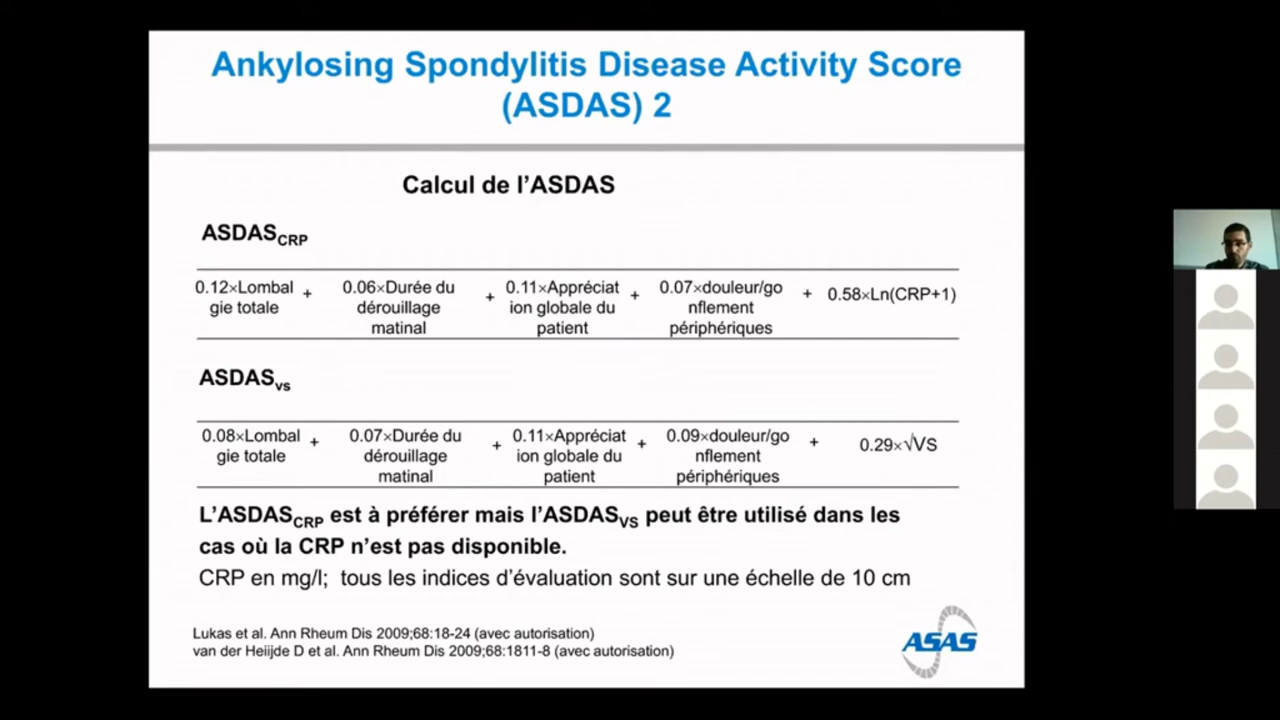 Ankylosing Spondylitis Disease Activity Score
(ASDAS) 2
Calcul de l'ASDAS
ASDASCRP
0.12×Lombal
gie totale
+
0.06×Durée du
dérouillage
matinal
+
0.11×Appréciat
ion globale du
patient
+
0.07×douleur/go
nflement
périphériques
+
0.58×Ln(CRP+1)
ASDASvs
0.08×Lombal
gie totale
+
0.07×Durée du
dérouillage
matinal
+
0.11×Appréciat
ion globale du
patient
+
0.09×douleur/go
nflement
périphériques
+
0.29×√VS
L'ASDASCRP est à préférer mais l'ASDASVS peut être utilisé dans les
cas où la CRP n'est pas disponible.
CRP en mg/l; tous les indices d'évaluation sont sur une échelle de 10 cm
Lukas et al. Ann Rheum Dis 2009;68:18-24 (avec autorisation)
van der Heiijde D et al. Ann Rheum Dis 2009;68:1811-8 (avec autorisation)
ASAS